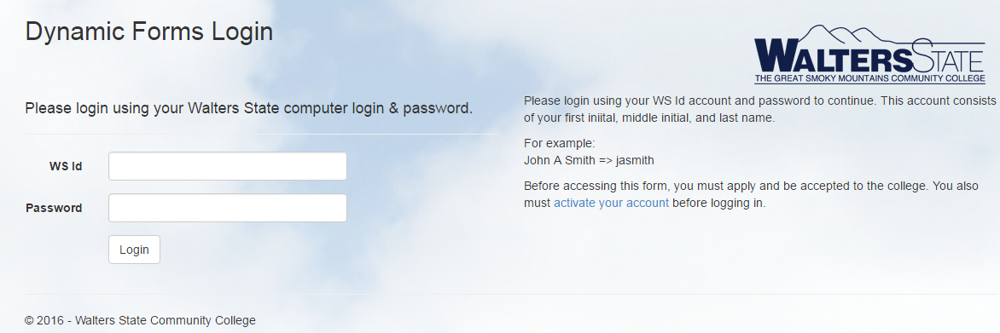 Dynamic Forms Login
WALTERS STATE
THE GREAT SMOKY MOUNTAINS COMMUNITY COLLEGE
Please login using your Walters State computer login & password.
WS Id
Password
Login
Please login using your WS Id account and password to continue. This account consists
of your first iniital, middle initial, and last name.
For example:
John A Smith => jasmith
Before accessing this form, you must apply and be accepted to the college. You also
must activate your account before logging in.
© 2016 - Walters State Community College